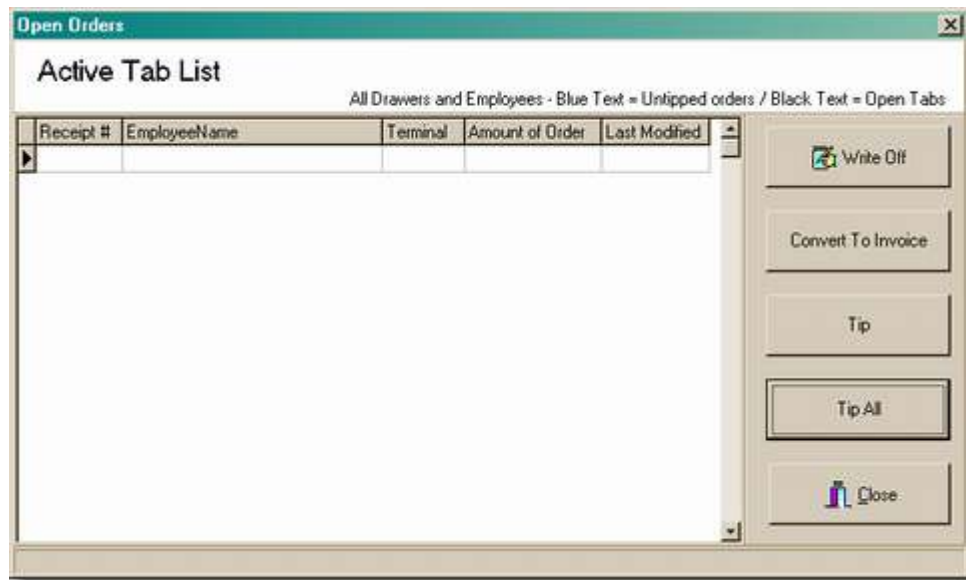 Open Orders
Active Tab List
All Drawers and Employees - Blue Text = Untipped orders / Black Text = Open Tabs
Receipt # EmployeeName Terminal Amount of Order Last Modified
Write Off
Convert To Invoice
Tip
Tip All
Close